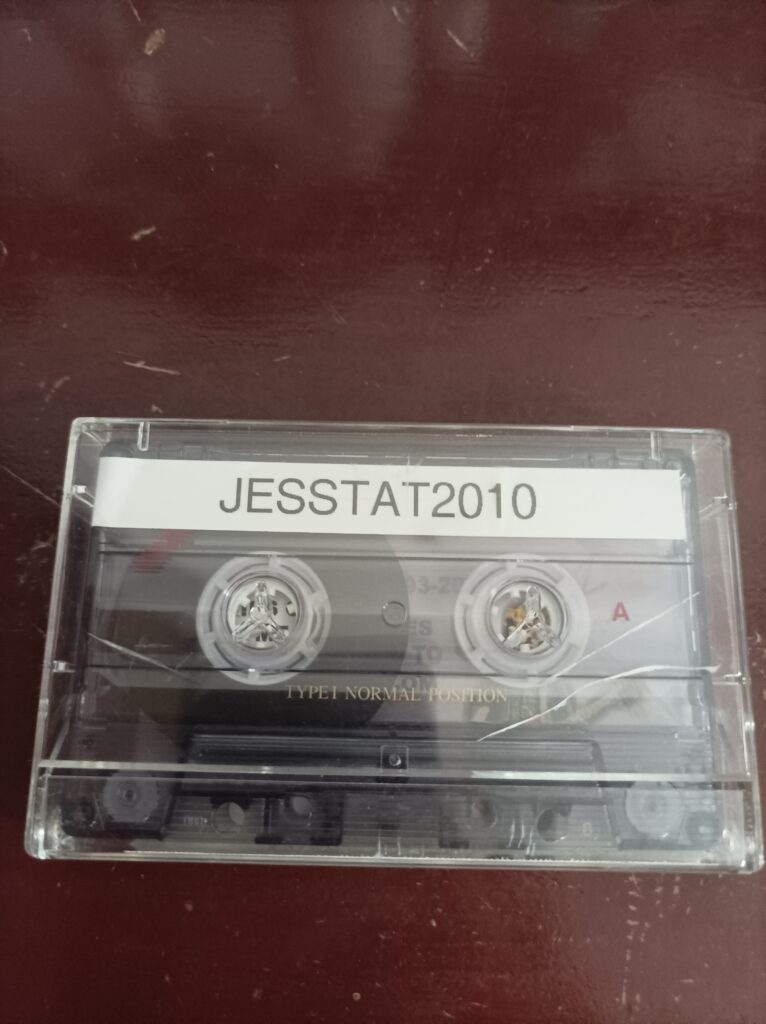 JESSTAT2010
A
TYPE I NORMAL POSITION